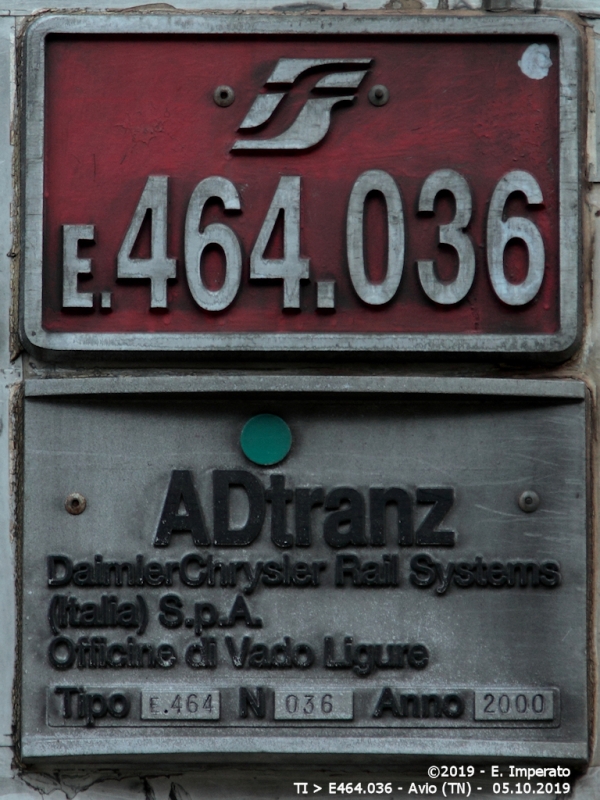 E.464.036
ADtranz
DaimlerChrysler Rail Systems
(Italia) S.p.A.
Officine di Vado Ligure
Tipo E.464 N 036 Anno 2000
©2019 - E. Imperato
TI > E464.036 - Avio (TN) - 05.10.2019